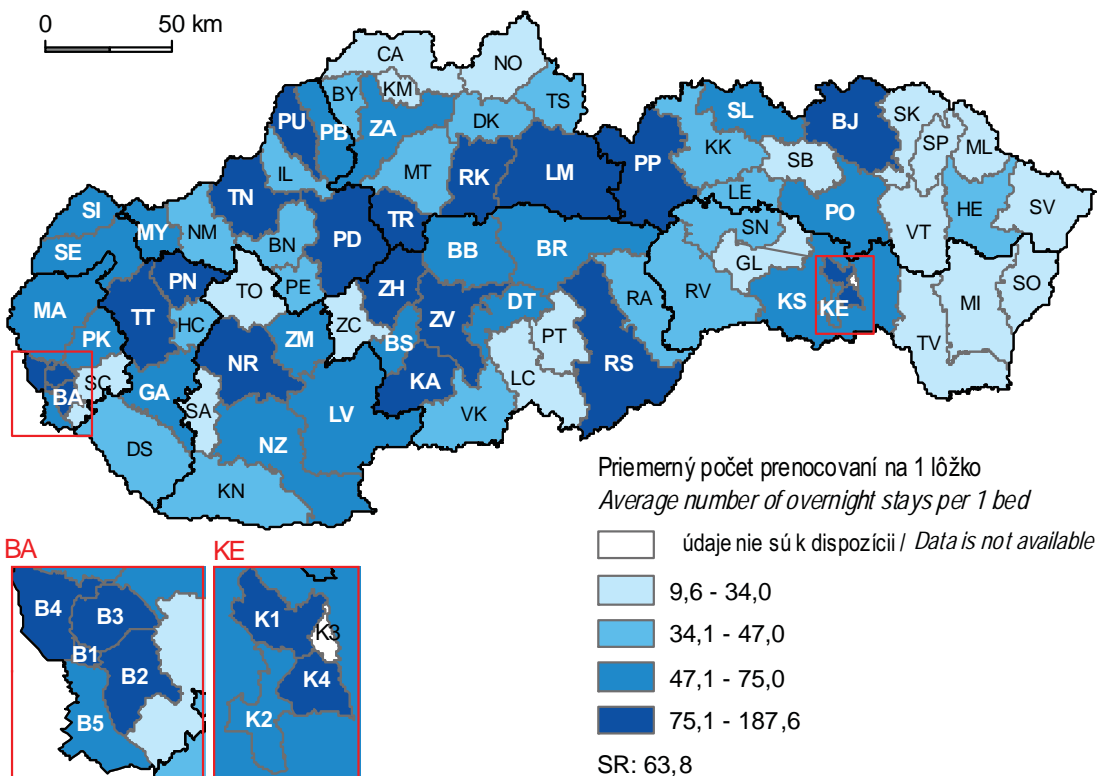 0 50 km
CA
NO
BY
KM
TS
PU
PB
ZA
DK
SL
BJ
SK
SP
ML
IL
MT
RK
LM
PP
KK
SB
TN
LE
PO
HE
SV
SI
MY
NM
BN
PD
TR
BB
BR
SN
VT
SE
PN
TO
PE
ZH
GL
RV
RA
KS
KE
MI
SO
MA
TT
HC
ZM
ZC
BS
ZV
DT
PT
TV
PK
NR
KA
LC
RS
BA
SC
GA
SA
LV
VK
DS
NZ
KN
Priemerný počet prenocovaní na 1 lôžko
Average number of overnight stays per 1 bed
údaje nie sú k dispozícii / Data is not available
9,6 - 34,0
34,1 - 47,0
47,1 - 75,0
75,1 - 187,6
SR: 63,8
BA
B4
B3
B1
B2
B5
KE
K1
K3
K4
K2